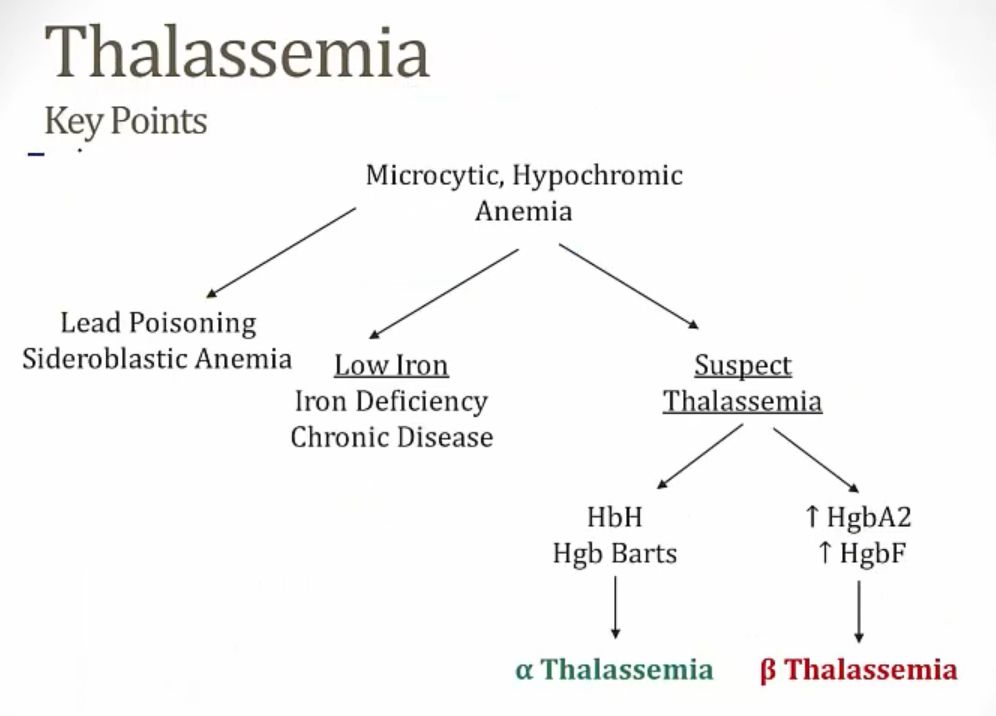 Thalassemia
Key Points
Microcytic, Hypochromic
Anemia
Lead Poisoning
Sideroblastic Anemia
Low Iron
Iron Deficiency
Chronic Disease
Suspect
Thalassemia
HbH
Hgb Barts
↑ HgbA2
↑ HgbF
α Thalassemia
β Thalassemia